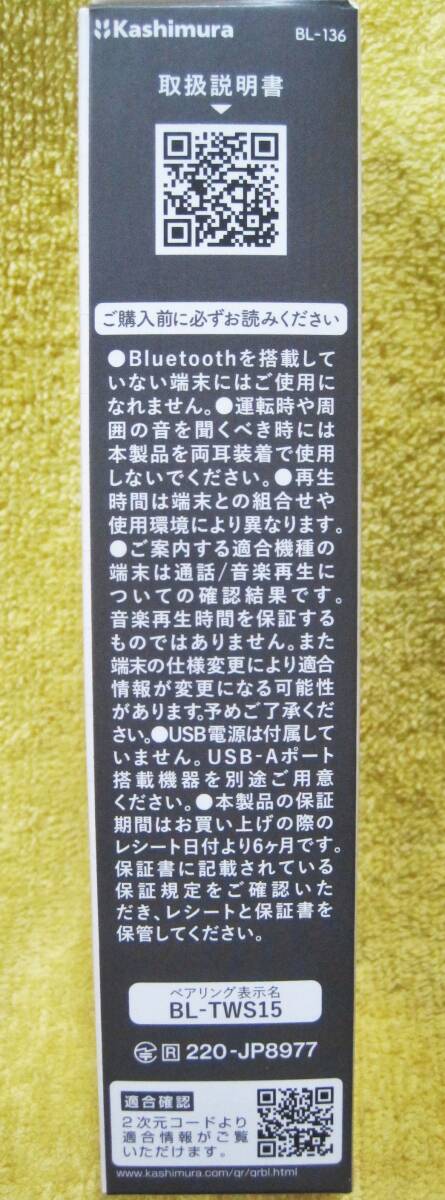 Kashimura
BL-136
取扱説明書
ご購入前に必ずお読みください
●Bluetoothを搭載して
いない端末にはご使用に
なれません。●運転時や周
囲の音を聞くべき時には
本製品を両耳装着で使用
しないでください。●再生
時間は端末との組合せや
使用環境により異なります。
●ご案内する適合機種の
端末は通話/音楽再生に
ついての確認結果です。
音楽再生時間を保証する
ものではありません。また
端末の仕様変更により適合
情報が変更になる可能性
があります。予めご了承くださ
い。●USB電源は付属して
いません。USB-Aポート
搭載機器を別途ご用意
ください。●本製品の保証
期間はお買い上げの際の
レシート日付より6ヶ月です。
保証書に記載されている
保証規定をご確認いた
だき、レシートと保証書を
保管してください。
ペアリング表示名
BL-TWS15
R 220-JP8977
適合確認
2次元コードより
適合情報がご覧
いただけます。
www.kashimura.com/qr/qrbl.html